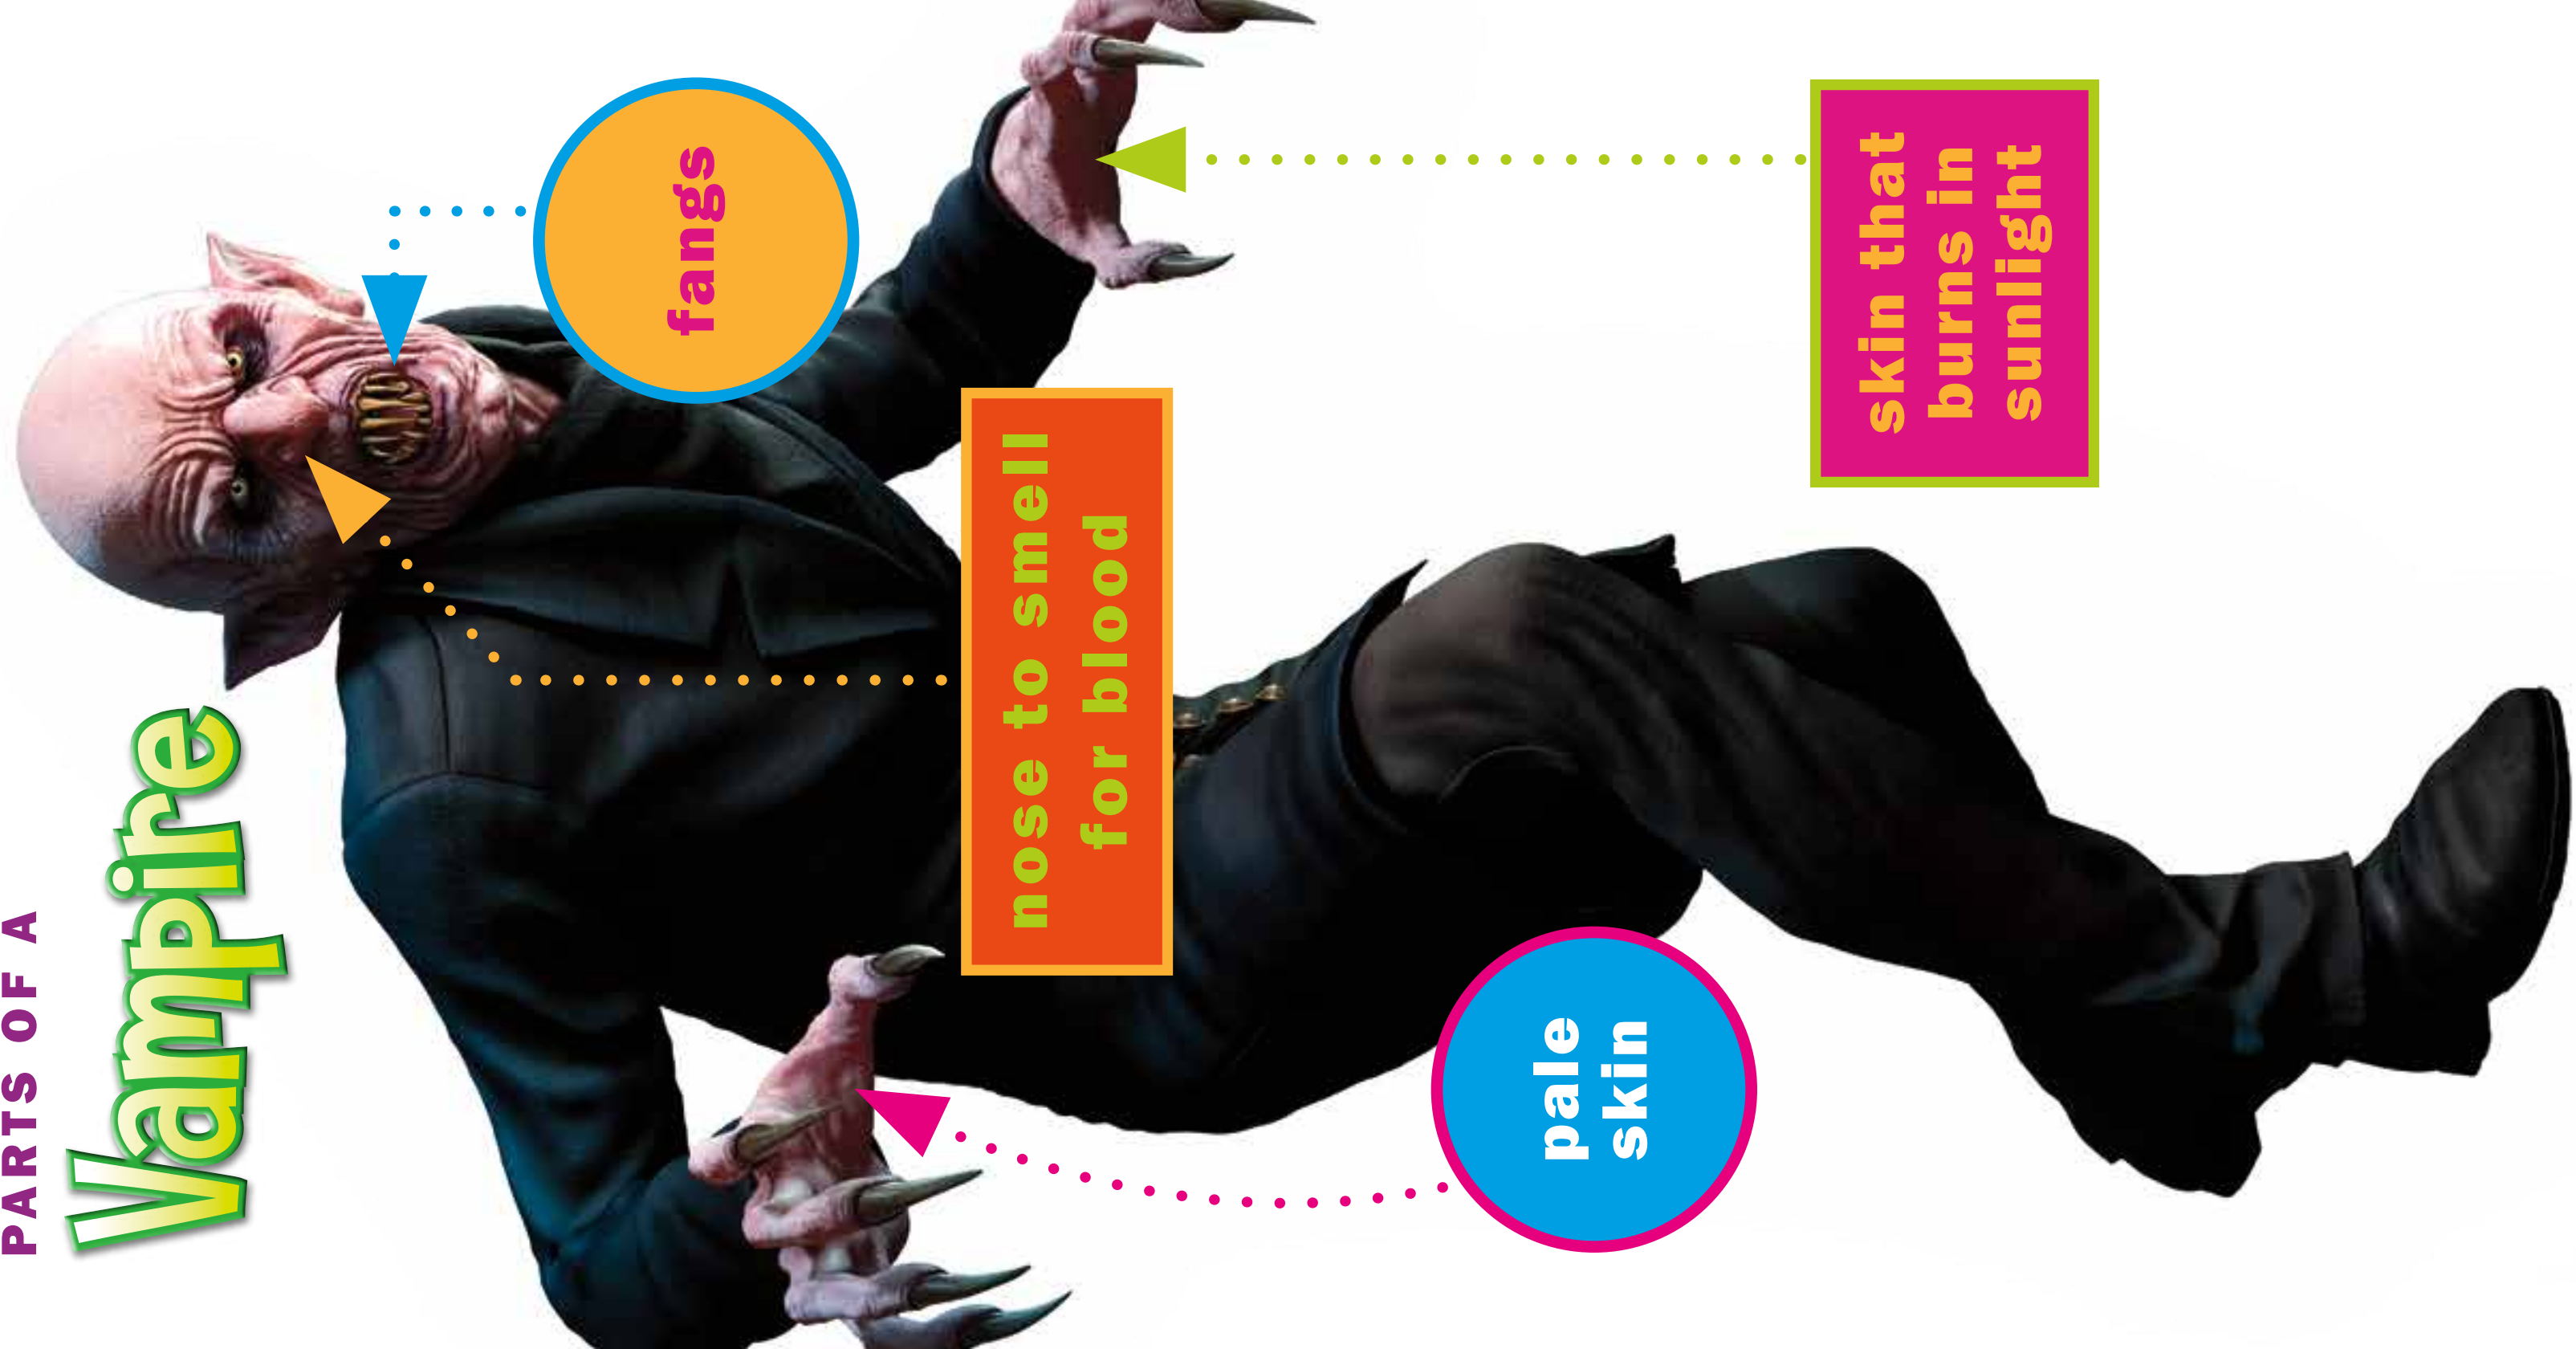 PARTS OF A
Vampire
fangs
nose to smell
for blood
skin that
burns in
sunlight
pale
skin